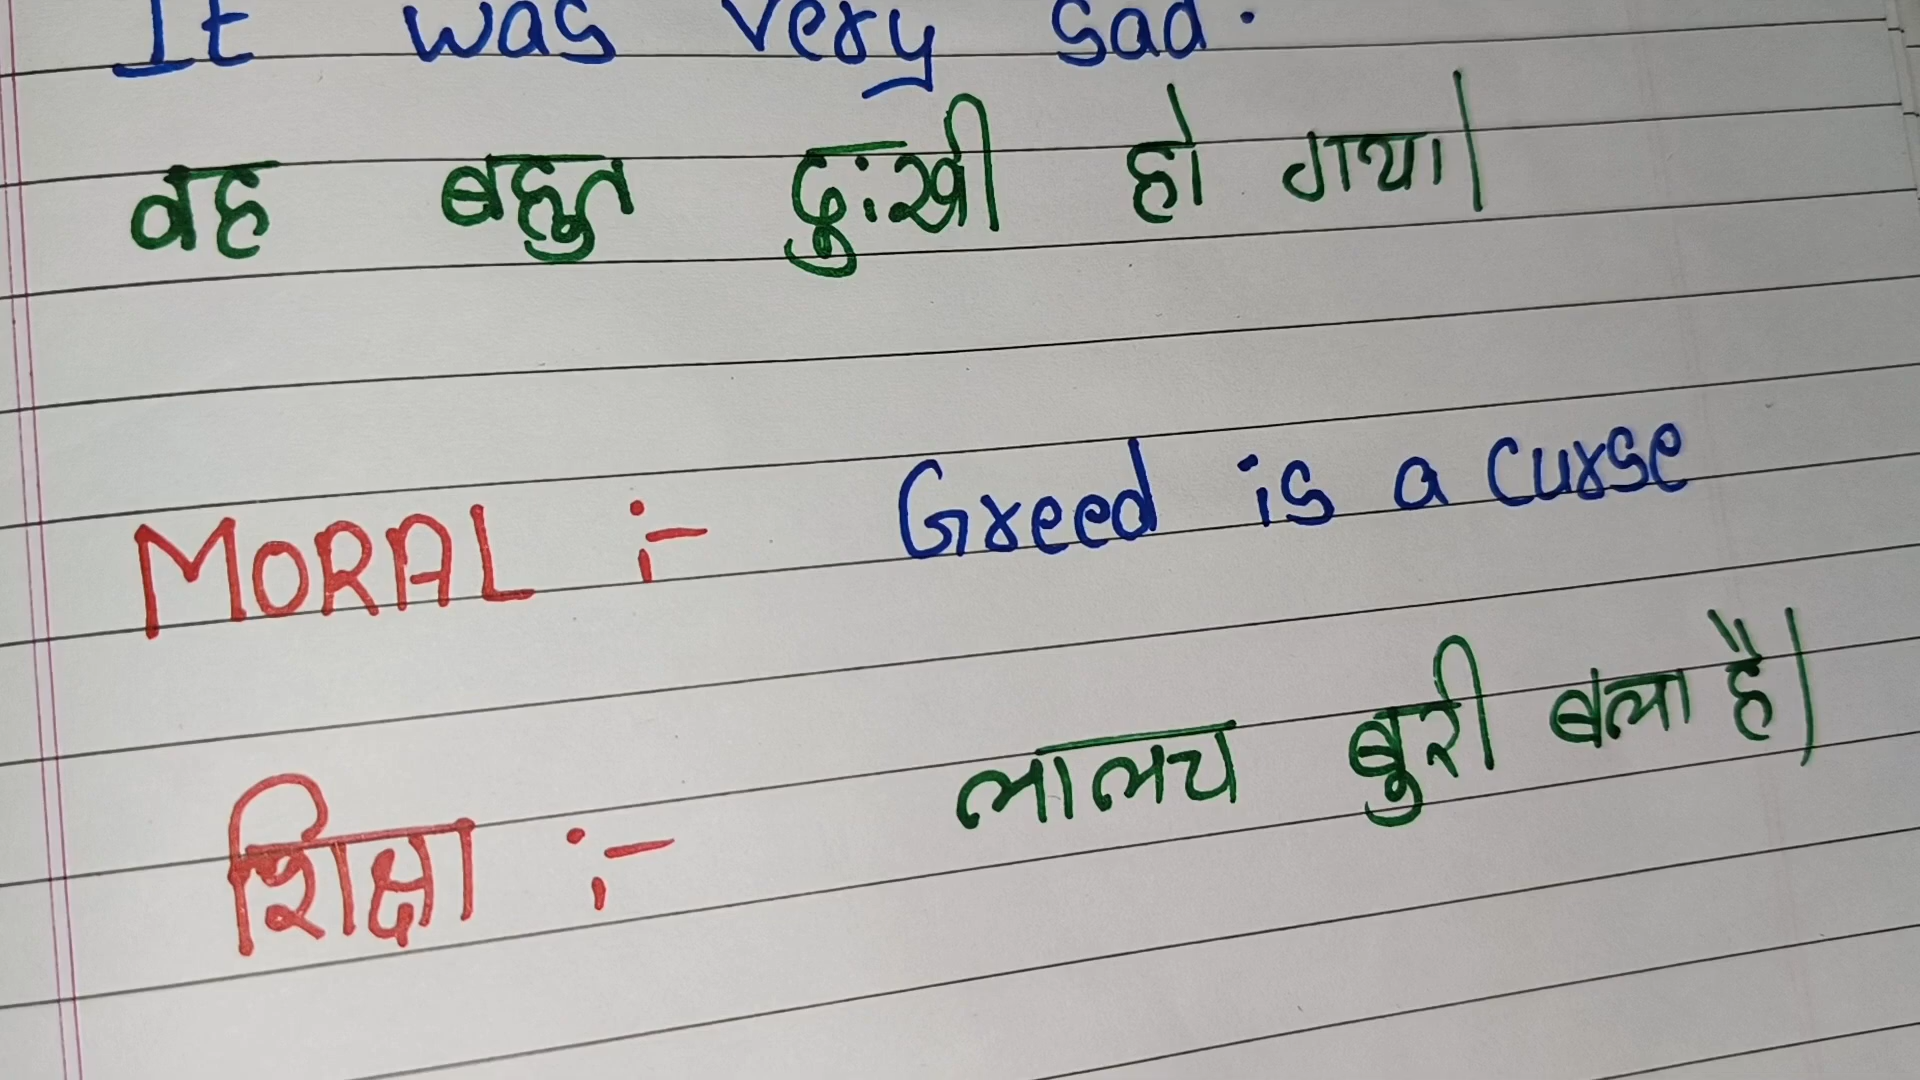 It was very sad.
वह बहुत दुःखी हो गया।
MORAL :- Greed is a curse
शिक्षा :- लालच बुरी बला है।